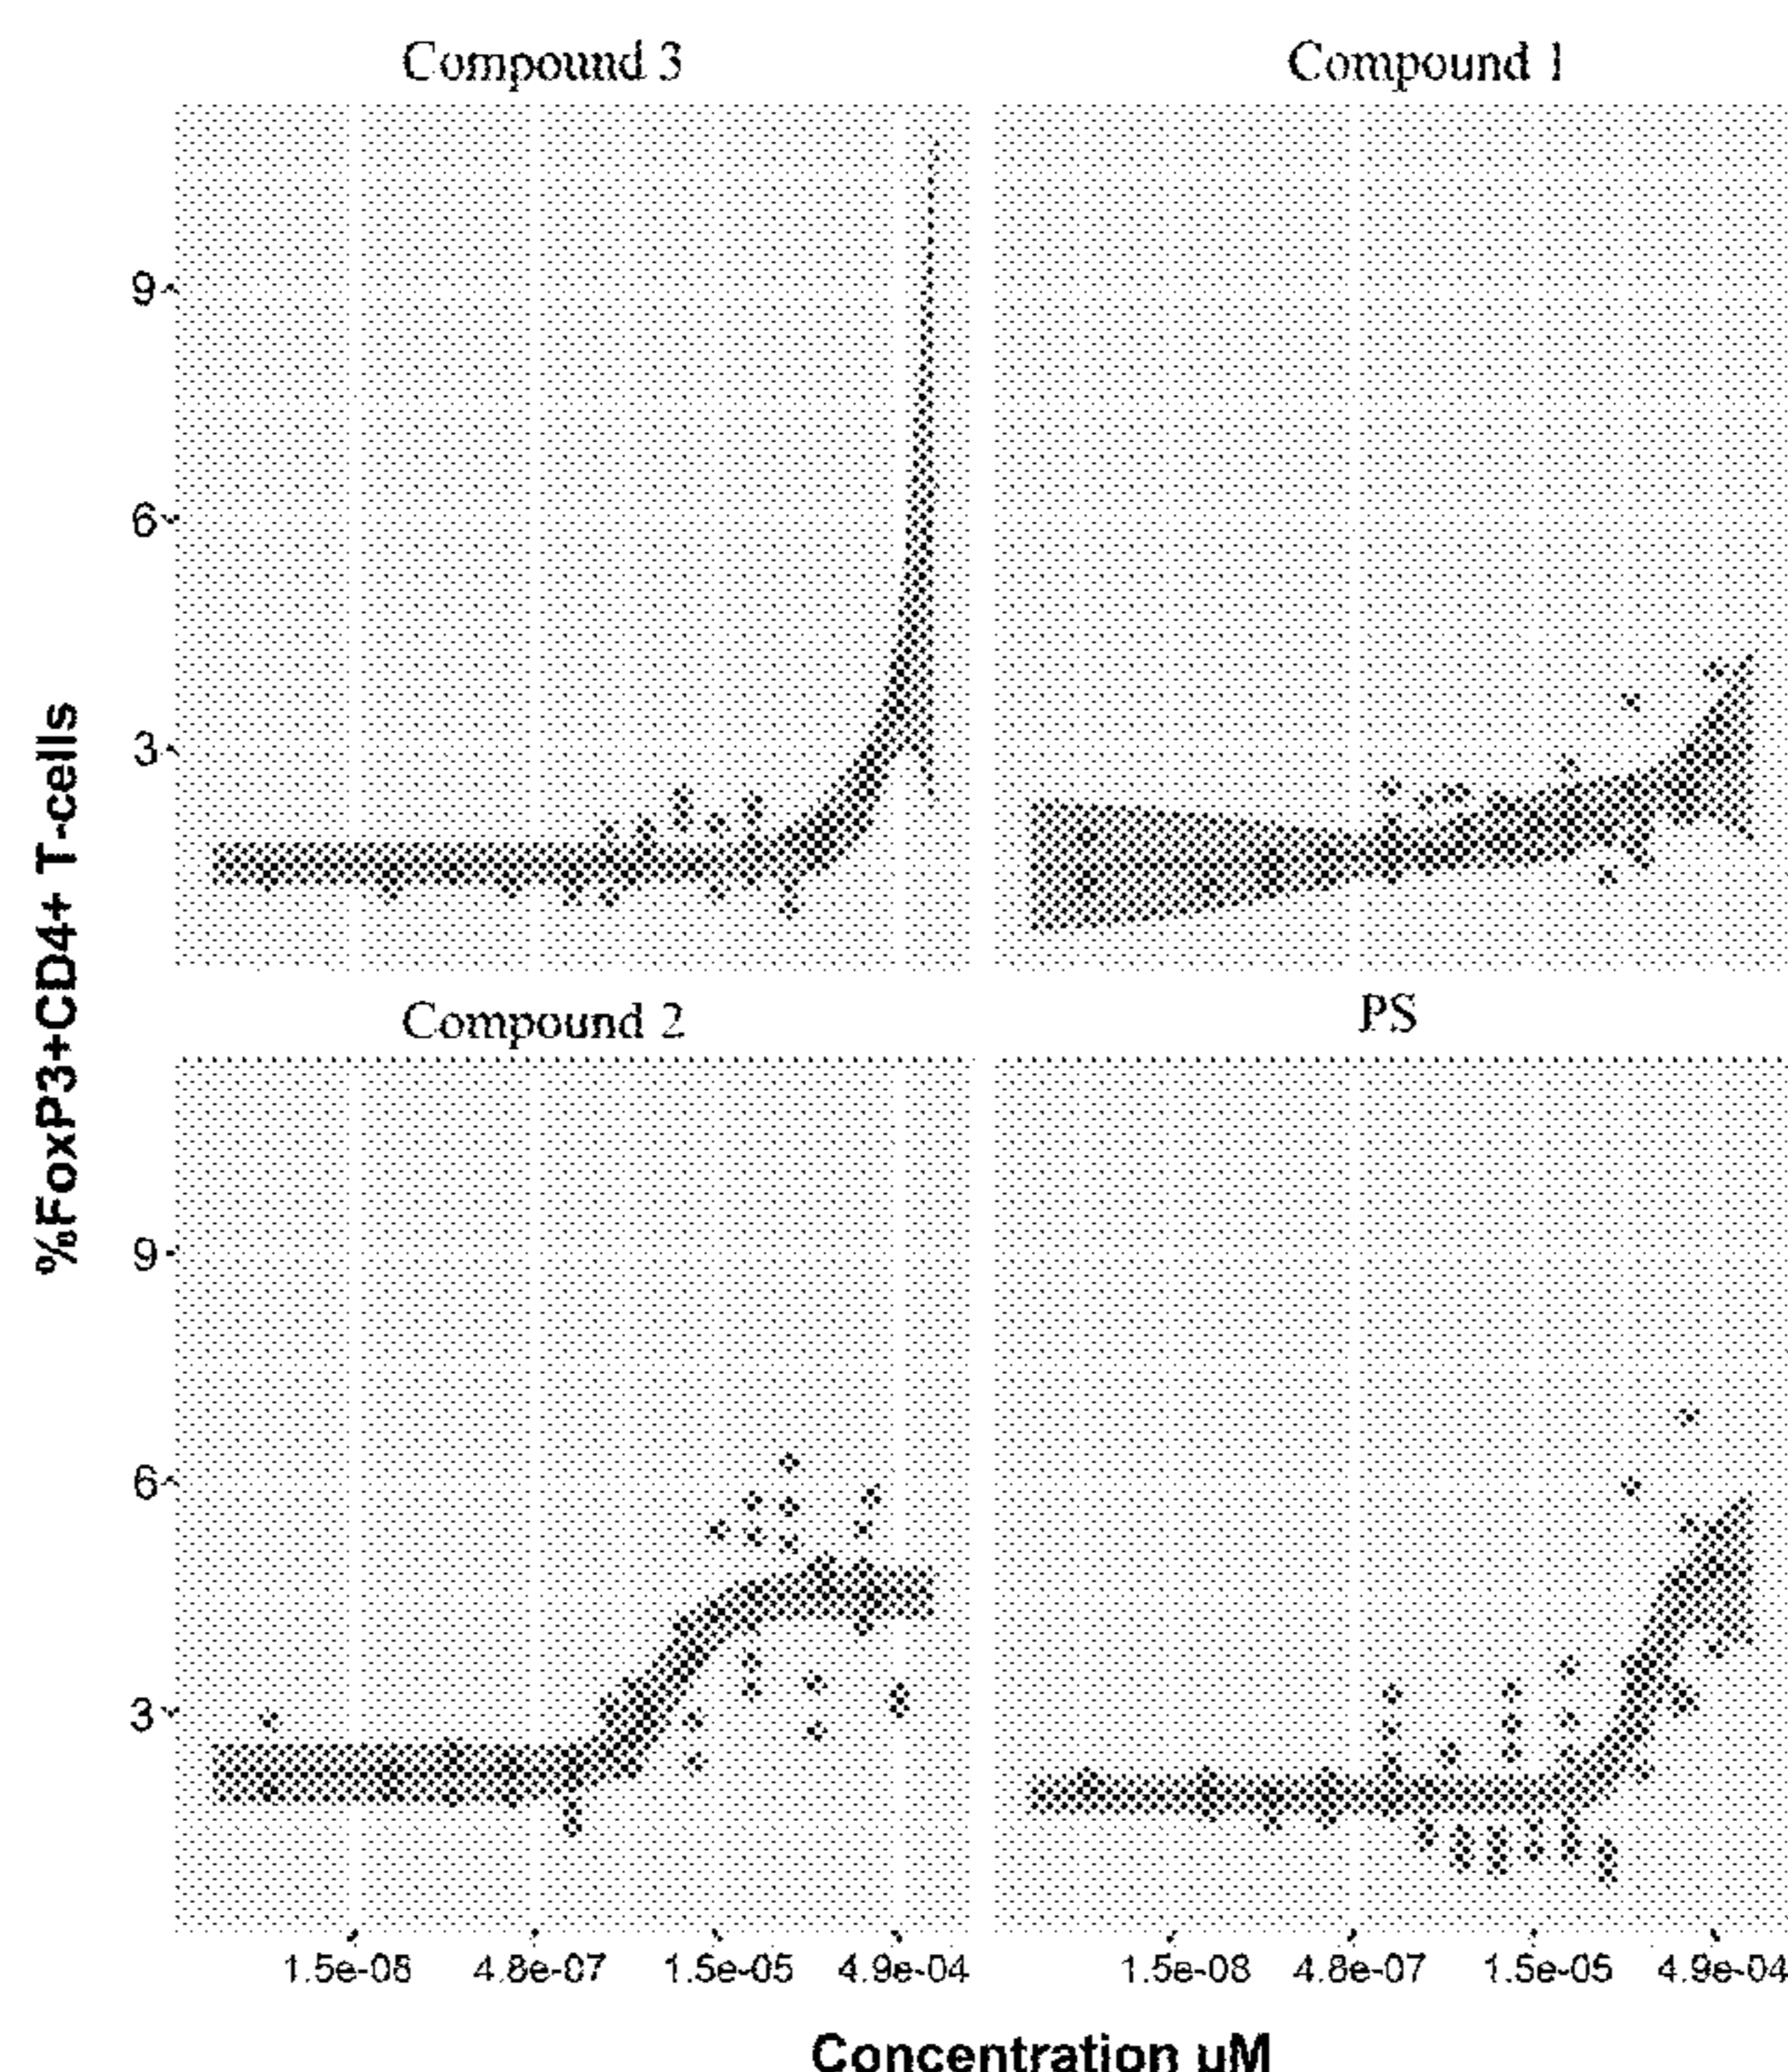 Compound 3
Compound 1
9
6
3
%FoxP3+CD4+ T-cells
Compound 2
PS
9
6
3
1.5e-08 4.8e-07 1.5e-05 4.9e-04
1.5e-08 4.8e-07 1.5e-05 4.9e-04
Concentration µM